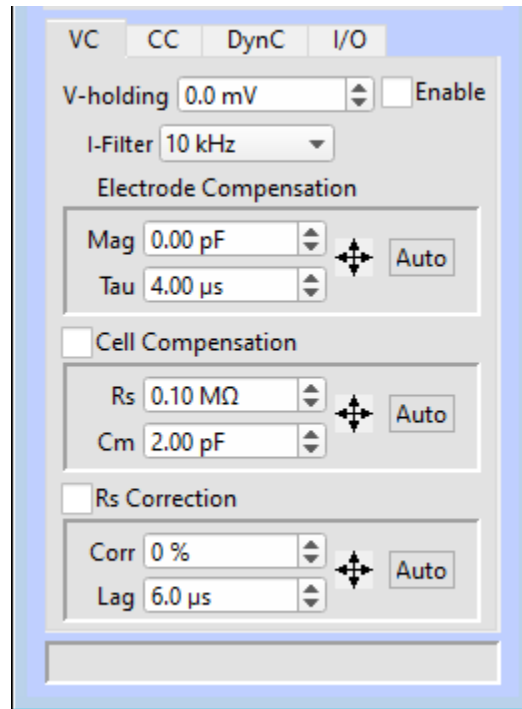 VC CC DynC I/O
V-holding 0.0 mV Enable
I-Filter 10 kHz
Electrode Compensation
Mag 0.00 pF
Auto
Tau 4.00 µs
Cell Compensation
Rs 0.10 MΩ
Auto
Cm 2.00 pF
Rs Correction
Corr 0 %
Auto
Lag 6.0 µs